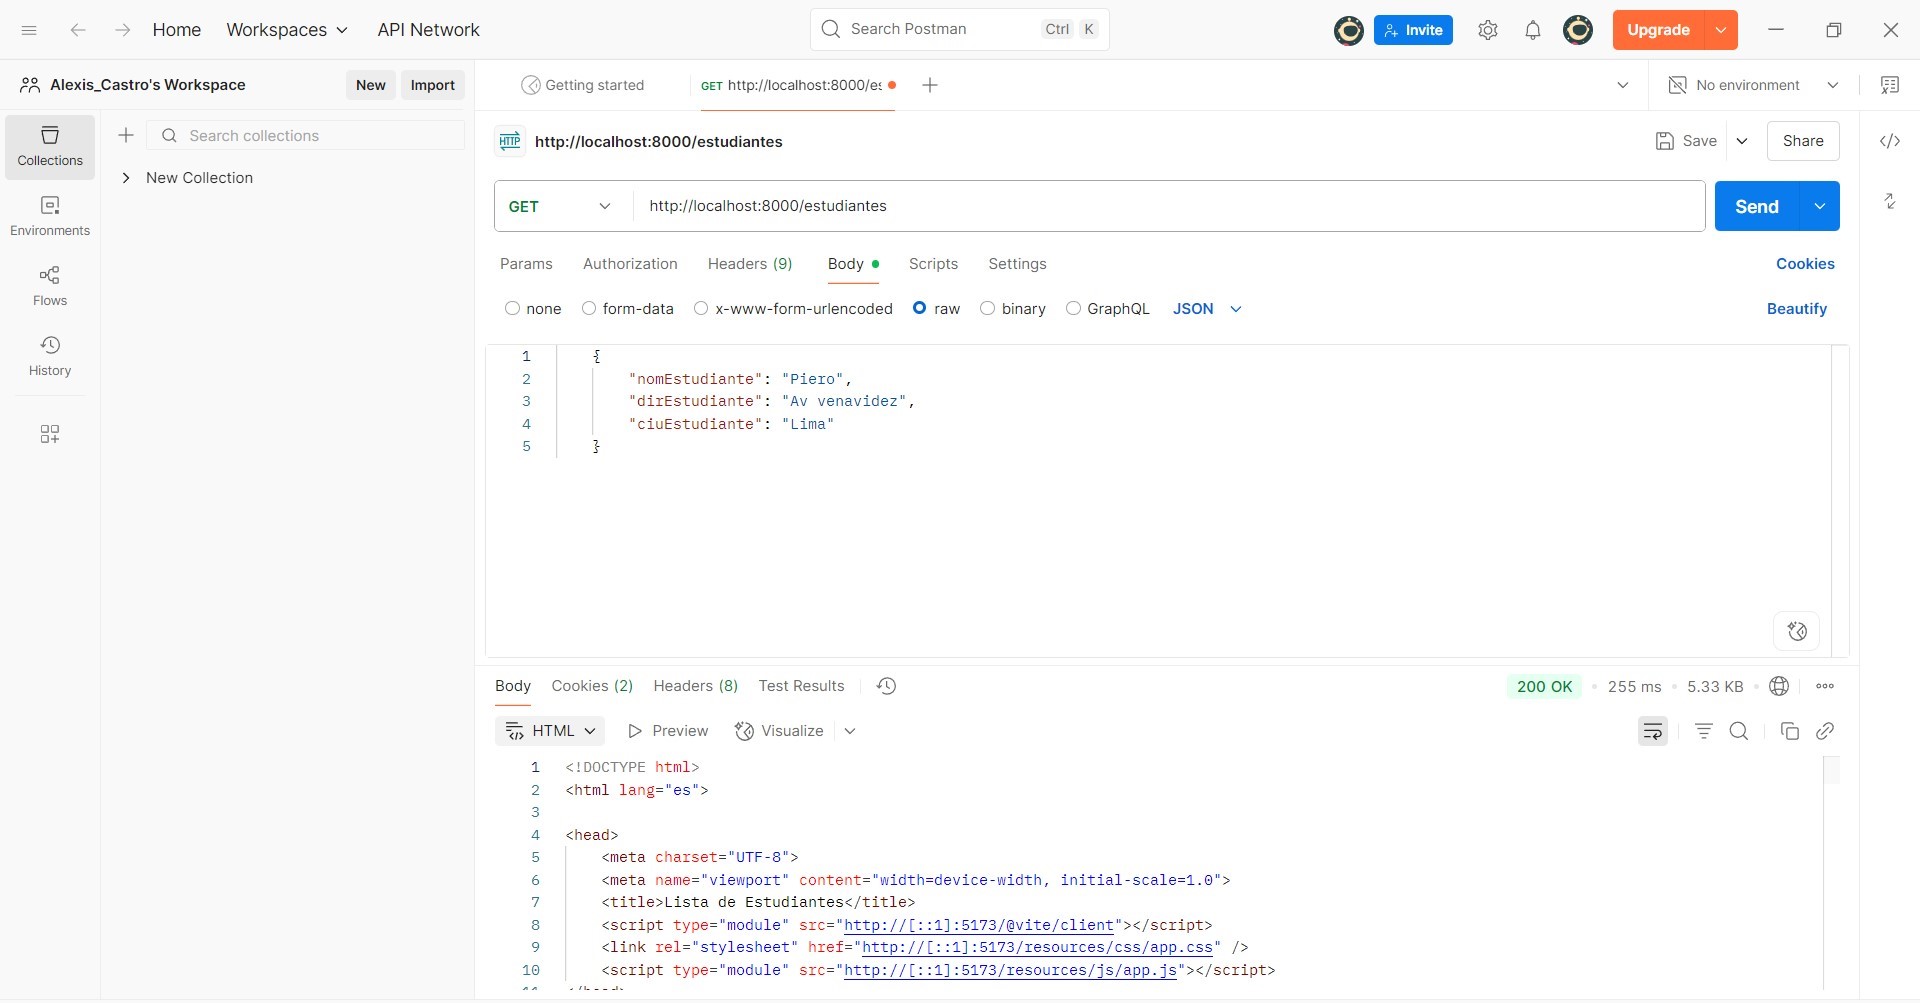 Home Workspaces API Network Search Postman Ctrl K Invite Upgrade
Alexis_Castro's Workspace New Import Getting started GET http://localhost:8000/es No environment
Collections
Search collections
New Collection
Environments
Flows
History
HTTP http://localhost:8000/estudiantes Save Share
GET http://localhost:8000/estudiantes Send
Params Authorization Headers (9) Body Scripts Settings Cookies
none form-data x-www-form-urlencoded raw binary GraphQL JSON Beautify
1 {
2 "nomEstudiante": "Piero",
3 "dirEstudiante": "Av venavidez",
4 "ciuEstudiante": "Lima"
5 }
Body Cookies (2) Headers (8) Test Results 200 OK 255 ms 5.33 KB
HTML Preview Visualize
1 <!DOCTYPE html>
2 <html lang="es">
3
4 <head>
5 <meta charset="UTF-8">
6 <meta name="viewport" content="width=device-width, initial-scale=1.0">
7 <title>Lista de Estudiantes</title>
8 <script type="module" src="http://[::1]:5173/@vite/client"></script>
9 <link rel="stylesheet" href="http://[::1]:5173/resources/css/app.css" />
10 <script type="module" src="http://[::1]:5173/resources/js/app.js"></script>